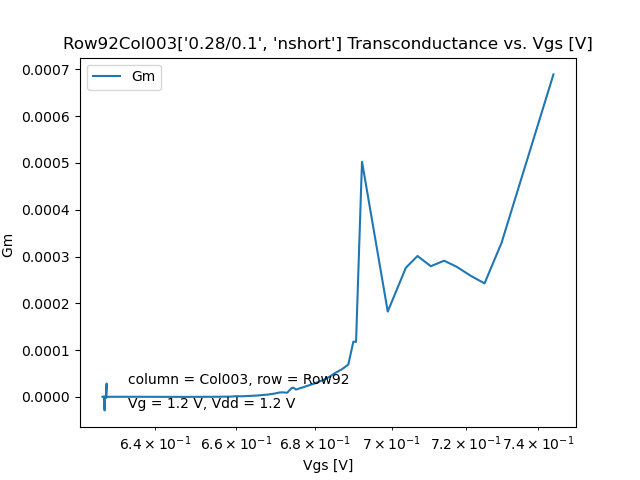 Row92Col003['0.28/0.1', 'nshort'] Transconductance vs. Vgs [V]
Gm
0.0007
0.0006
0.0005
0.0004
0.0003
0.0002
0.0001
0.0000
Gm
column = Col003, row = Row92
Vg = 1.2 V, Vdd = 1.2 V
6.4 × 10⁻¹ 6.6 × 10⁻¹ 6.8 × 10⁻¹ 7 × 10⁻¹ 7.2 × 10⁻¹ 7.4 × 10⁻¹
Vgs [V]